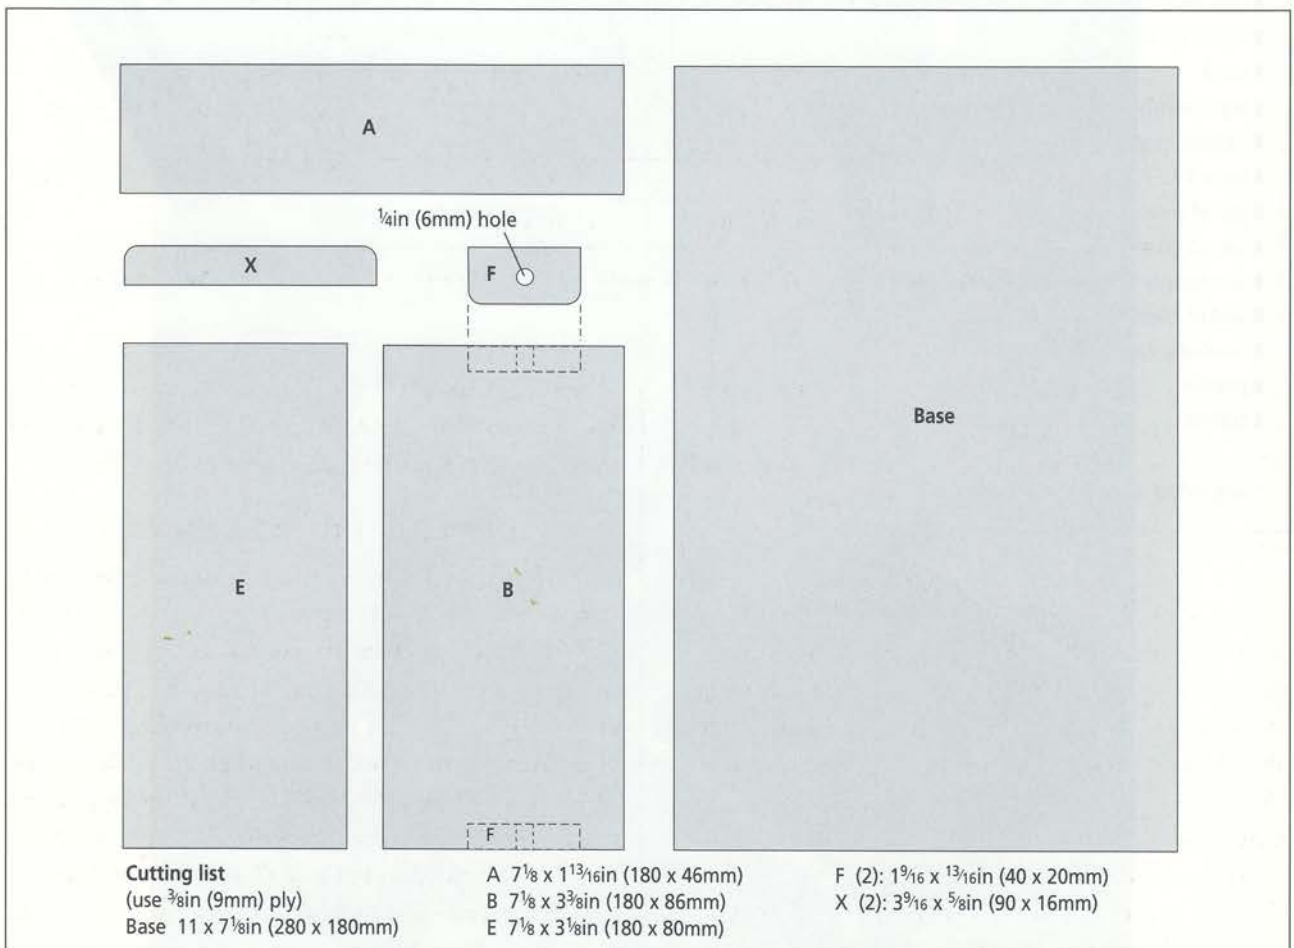 A
¼in (6mm) hole
X
F
Base
E
B
F
Cutting list
(use ⅜in (9mm) ply)
Base 11 x 7⅛in (280 x 180mm)
A 7⅛ x 1¹³⁄₁₆in (180 x 46mm)
B 7⅛ x 3⅜in (180 x 86mm)
E 7⅛ x 3⅛in (180 x 80mm)
F (2): 1⁹⁄₁₆ x ¹³⁄₁₆in (40 x 20mm)
X (2): 3⁹⁄₁₆ x ⅝in (90 x 16mm)